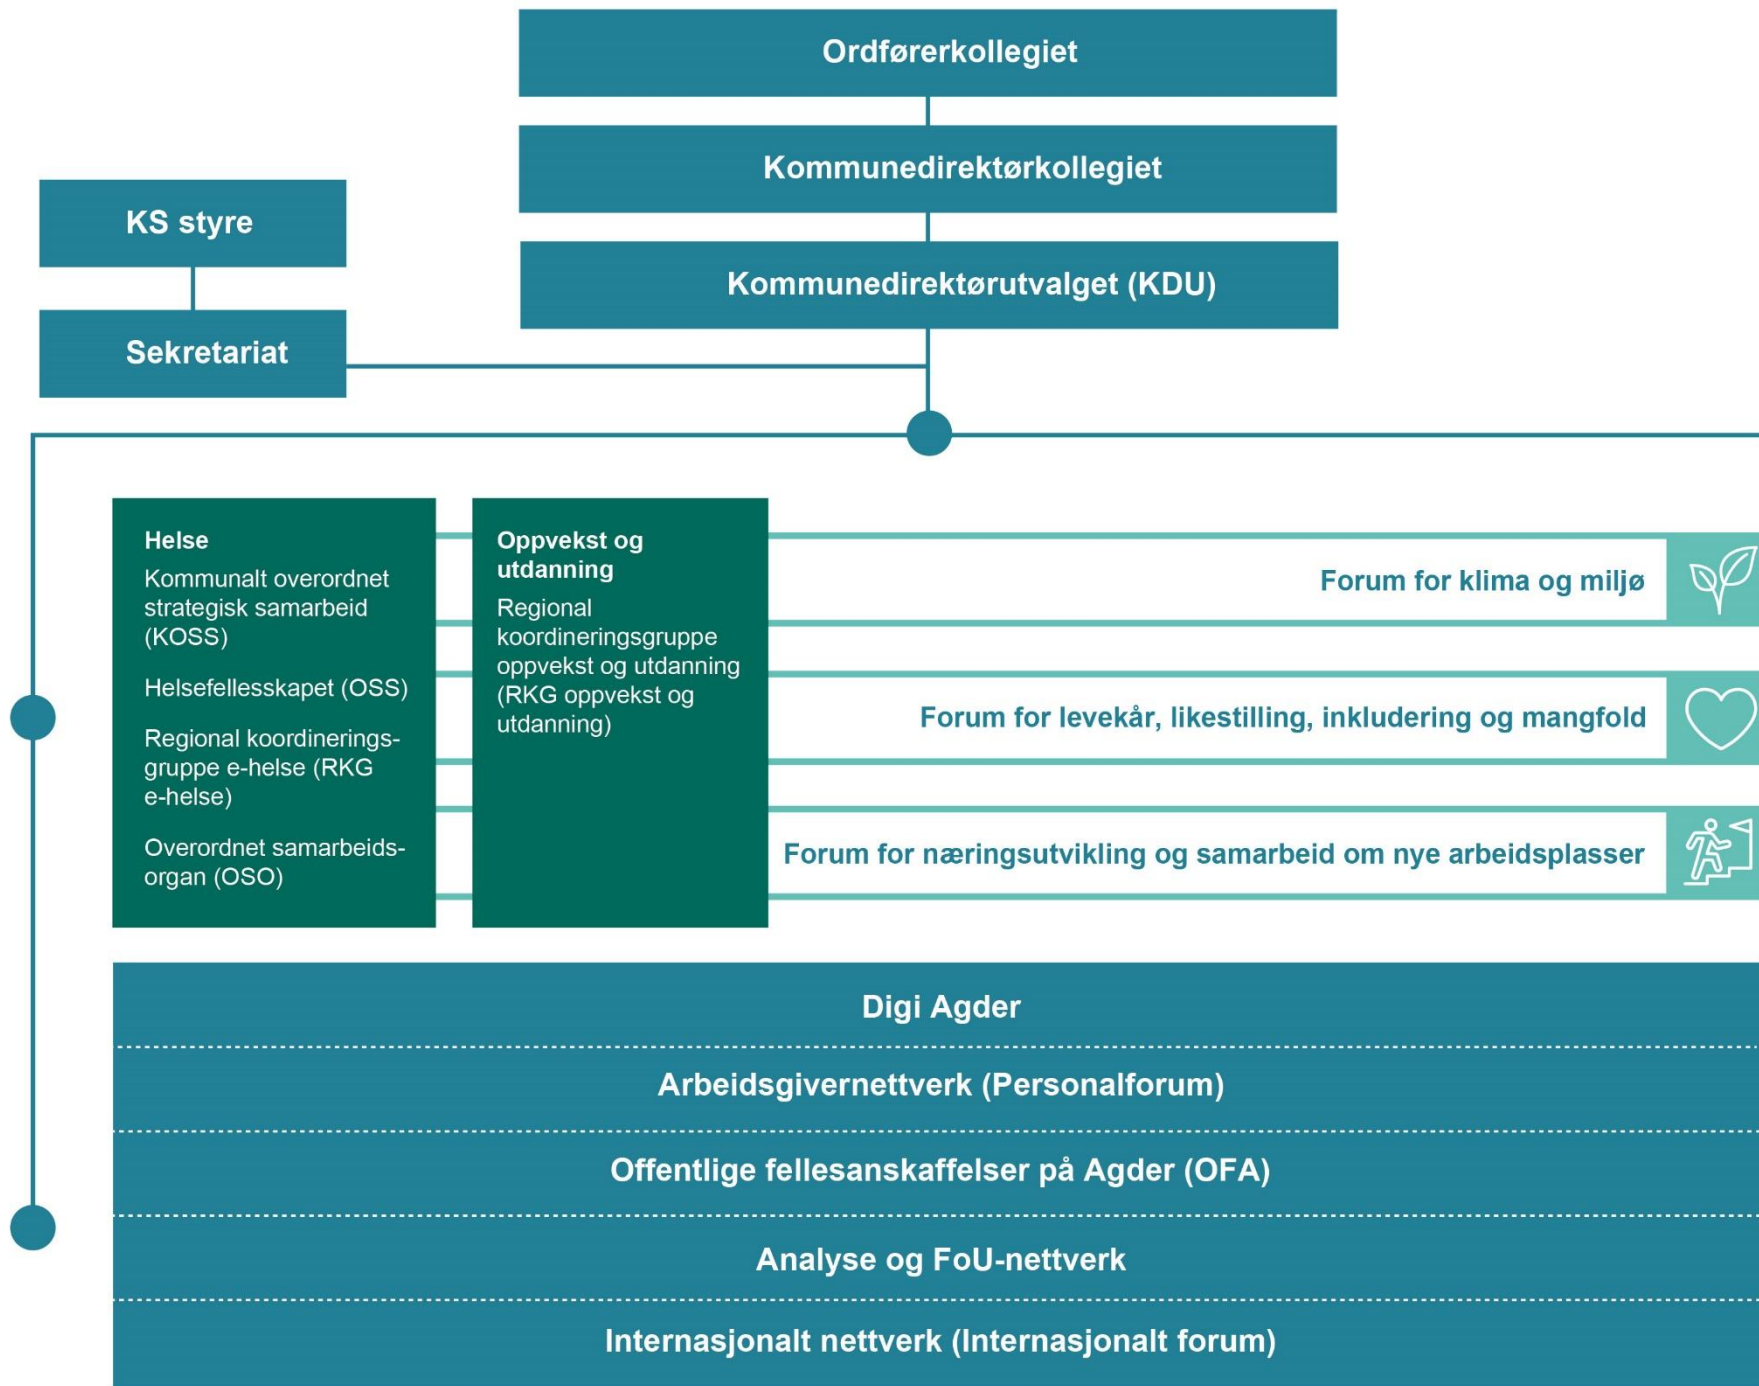 Ordførerkollegiet
Kommunedirektørkollegiet
Kommunedirektørutvalget (KDU)
KS styre
Sekretariat
Helse
Kommunalt overordnet
strategisk samarbeid
(KOSS)
Helsefellesskapet (OSS)
Regional koordinerings-
gruppe e-helse (RKG
e-helse)
Overordnet samarbeids-
organ (OSO)
Oppvekst og
utdanning
Regional
koordineringsgruppe
oppvekst og utdanning
(RKG oppvekst og
utdanning)
Forum for klima og miljø
Forum for levekår, likestilling, inkludering og mangfold
Forum for næringsutvikling og samarbeid om nye arbeidsplasser
Digi Agder
Arbeidsgivernettverk (Personalforum)
Offentlige fellesanskaffelser på Agder (OFA)
Analyse og FoU-nettverk
Internasjonalt nettverk (Internasjonalt forum)